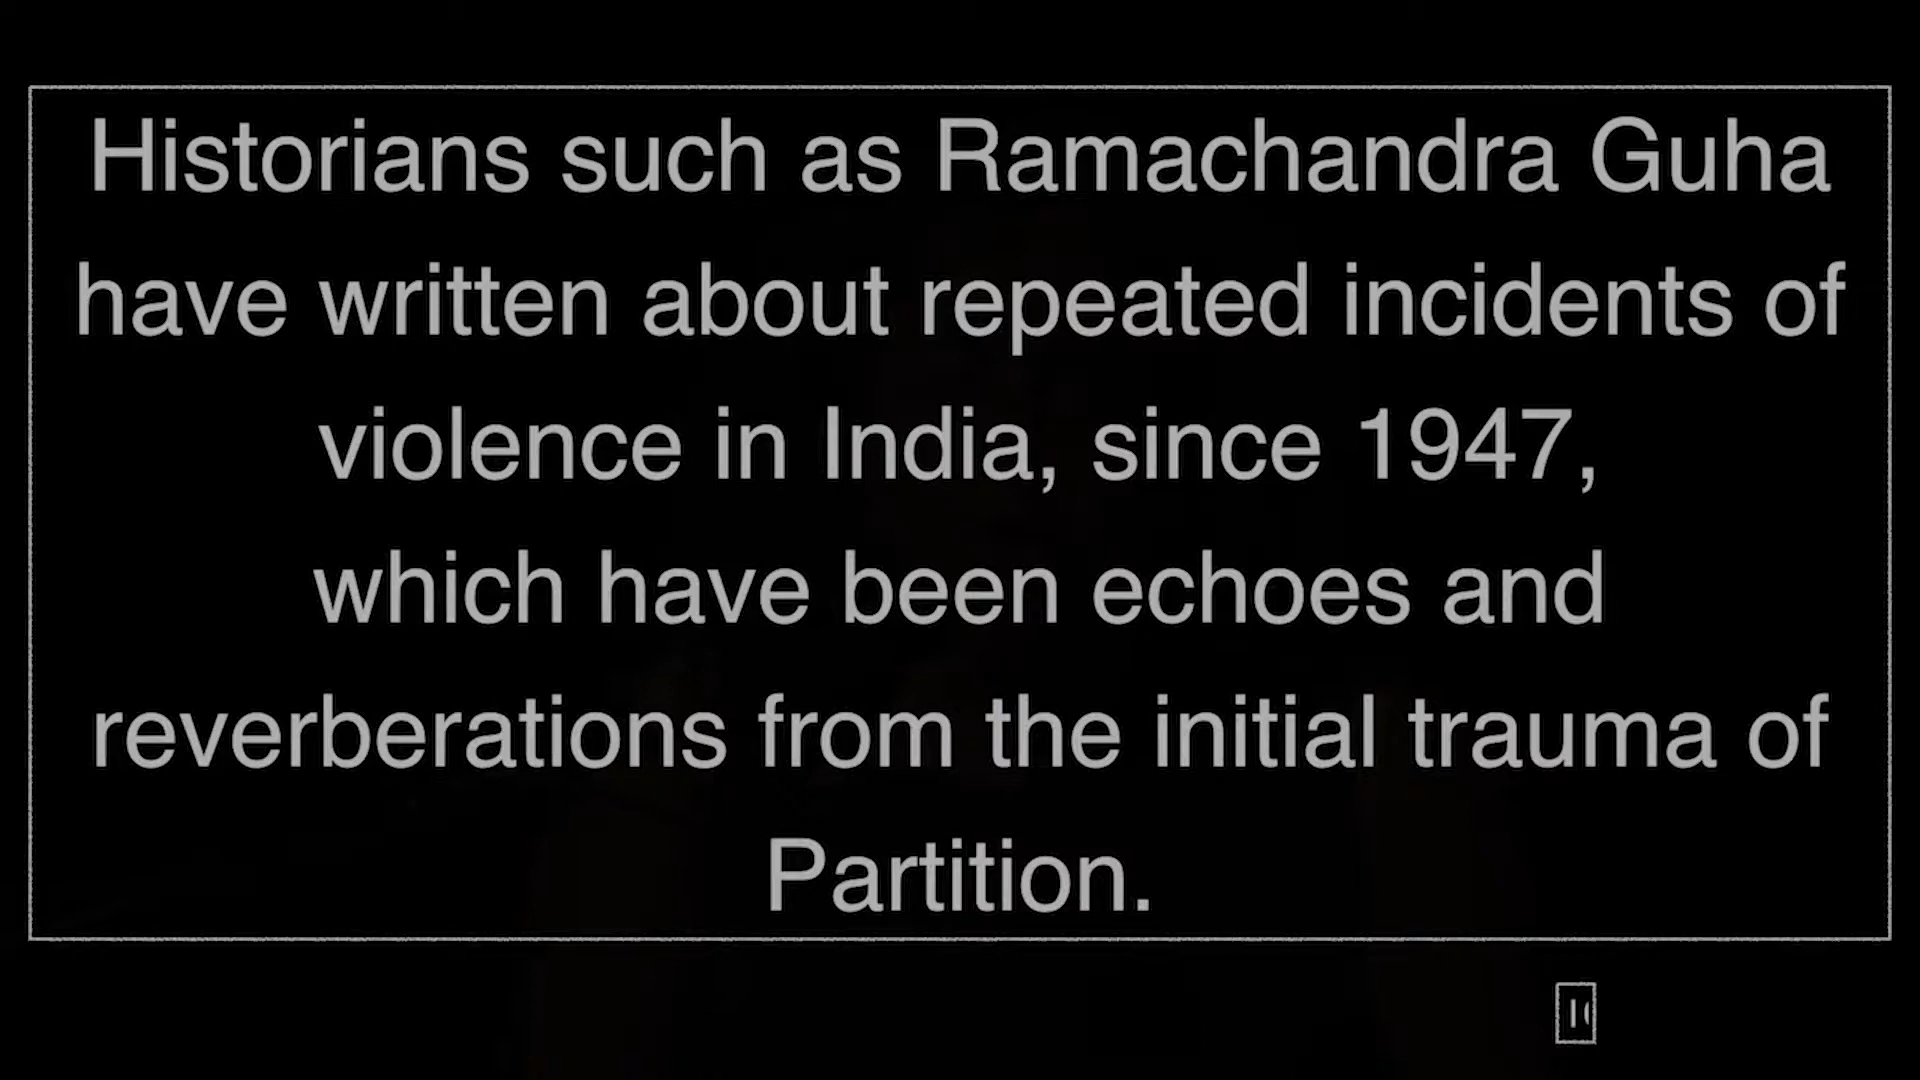 Historians such as Ramachandra Guha
have written about repeated incidents of
violence in India, since 1947,
which have been echoes and
reverberations from the initial trauma of
Partition.